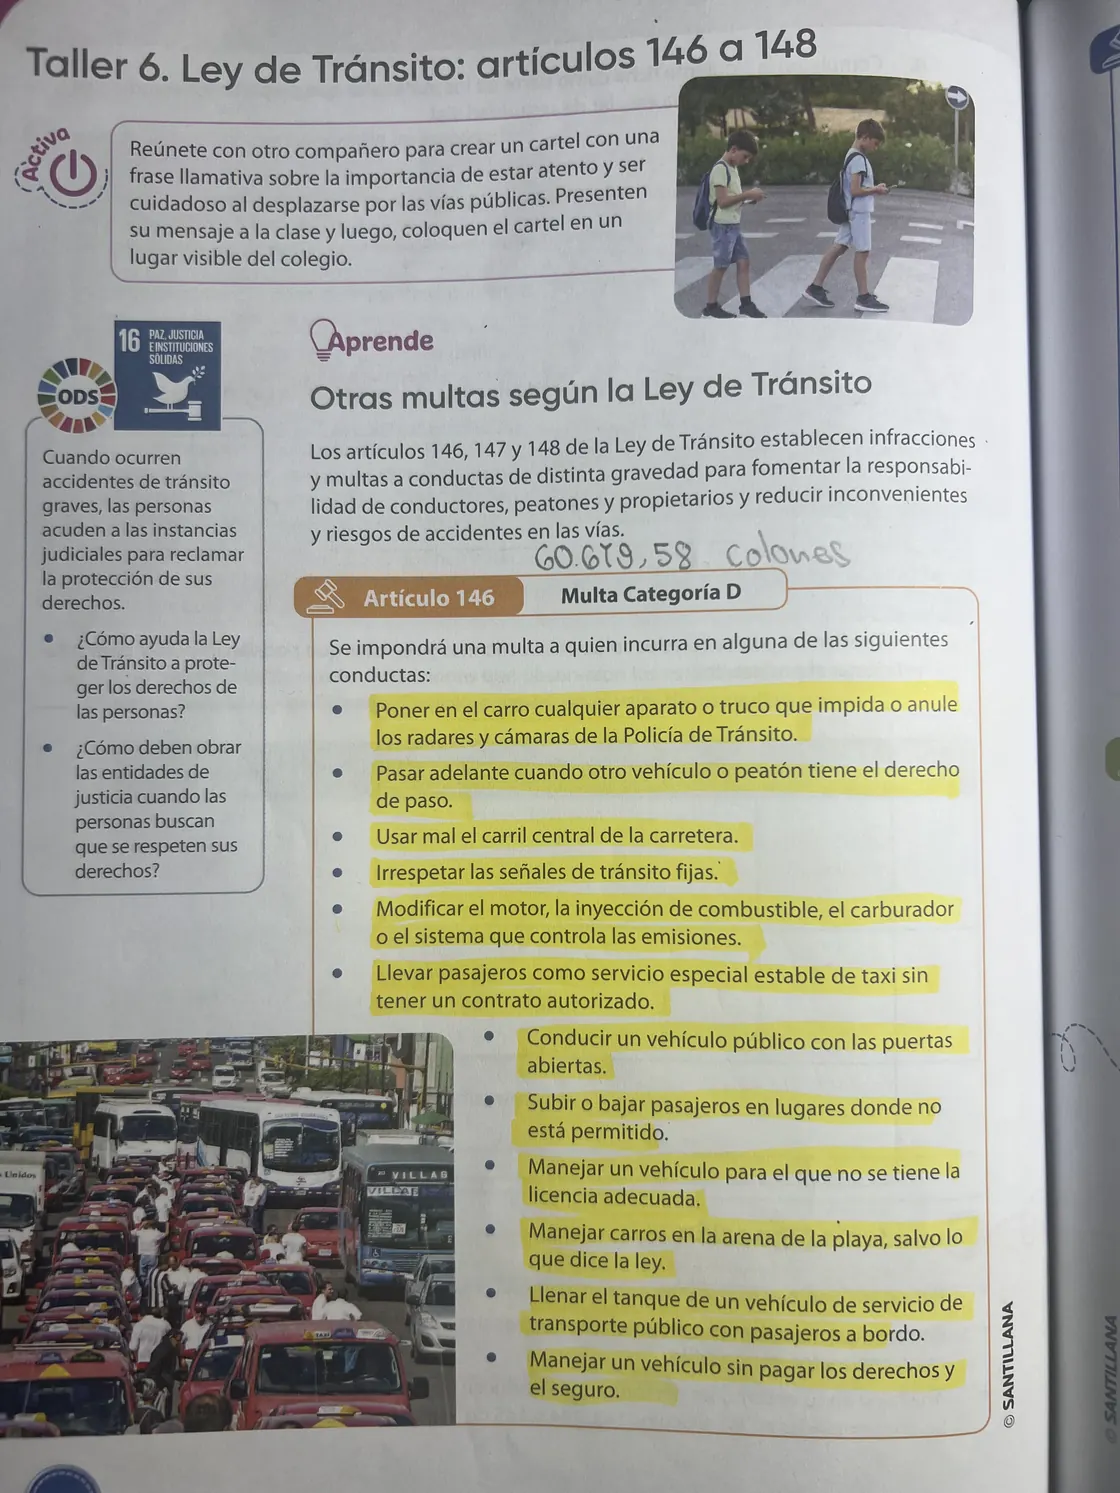 Taller 6. Ley de Tránsito: artículos 146 a 148
Activa
Reúnete con otro compañero para crear un cartel con una
frase llamativa sobre la importancia de estar atento y ser
cuidadoso al desplazarse por las vías públicas. Presenten
su mensaje a la clase y luego, coloquen el cartel en un
lugar visible del colegio.
16 PAZ, JUSTICIA
E INSTITUCIONES
SÓLIDAS
ODS
Cuando ocurren
accidentes de tránsito
graves, las personas
acuden a las instancias
judiciales para reclamar
la protección de sus
derechos.
• ¿Cómo ayuda la Ley
de Tránsito a prote-
ger los derechos de
las personas?
• ¿Cómo deben obrar
las entidades de
justicia cuando las
personas buscan
que se respeten sus
derechos?
Aprende
Otras multas según la Ley de Tránsito
Los artículos 146, 147 y 148 de la Ley de Tránsito establecen infracciones
y multas a conductas de distinta gravedad para fomentar la responsabi-
lidad de conductores, peatones y propietarios y reducir inconvenientes
y riesgos de accidentes en las vías.
60.679,58 colones
Artículo 146
Multa Categoría D
Se impondrá una multa a quien incurra en alguna de las siguientes
conductas:
• Poner en el carro cualquier aparato o truco que impida o anule
los radares y cámaras de la Policía de Tránsito.
• Pasar adelante cuando otro vehículo o peatón tiene el derecho
de paso.
• Usar mal el carril central de la carretera.
• Irrespetar las señales de tránsito fijas.
• Modificar el motor, la inyección de combustible, el carburador
o el sistema que controla las emisiones.
• Llevar pasajeros como servicio especial estable de taxi sin
tener un contrato autorizado.
• Conducir un vehículo público con las puertas
abiertas.
• Subir o bajar pasajeros en lugares donde no
está permitido.
• Manejar un vehículo para el que no se tiene la
licencia adecuada.
• Manejar carros en la arena de la playa, salvo lo
que dice la ley.
• Llenar el tanque de un vehículo de servicio de
transporte público con pasajeros a bordo.
• Manejar un vehículo sin pagar los derechos y
el seguro.
Unidos
VILLAS
VILLAS
TAXI
© SANTILLANA
© SANTILLANA